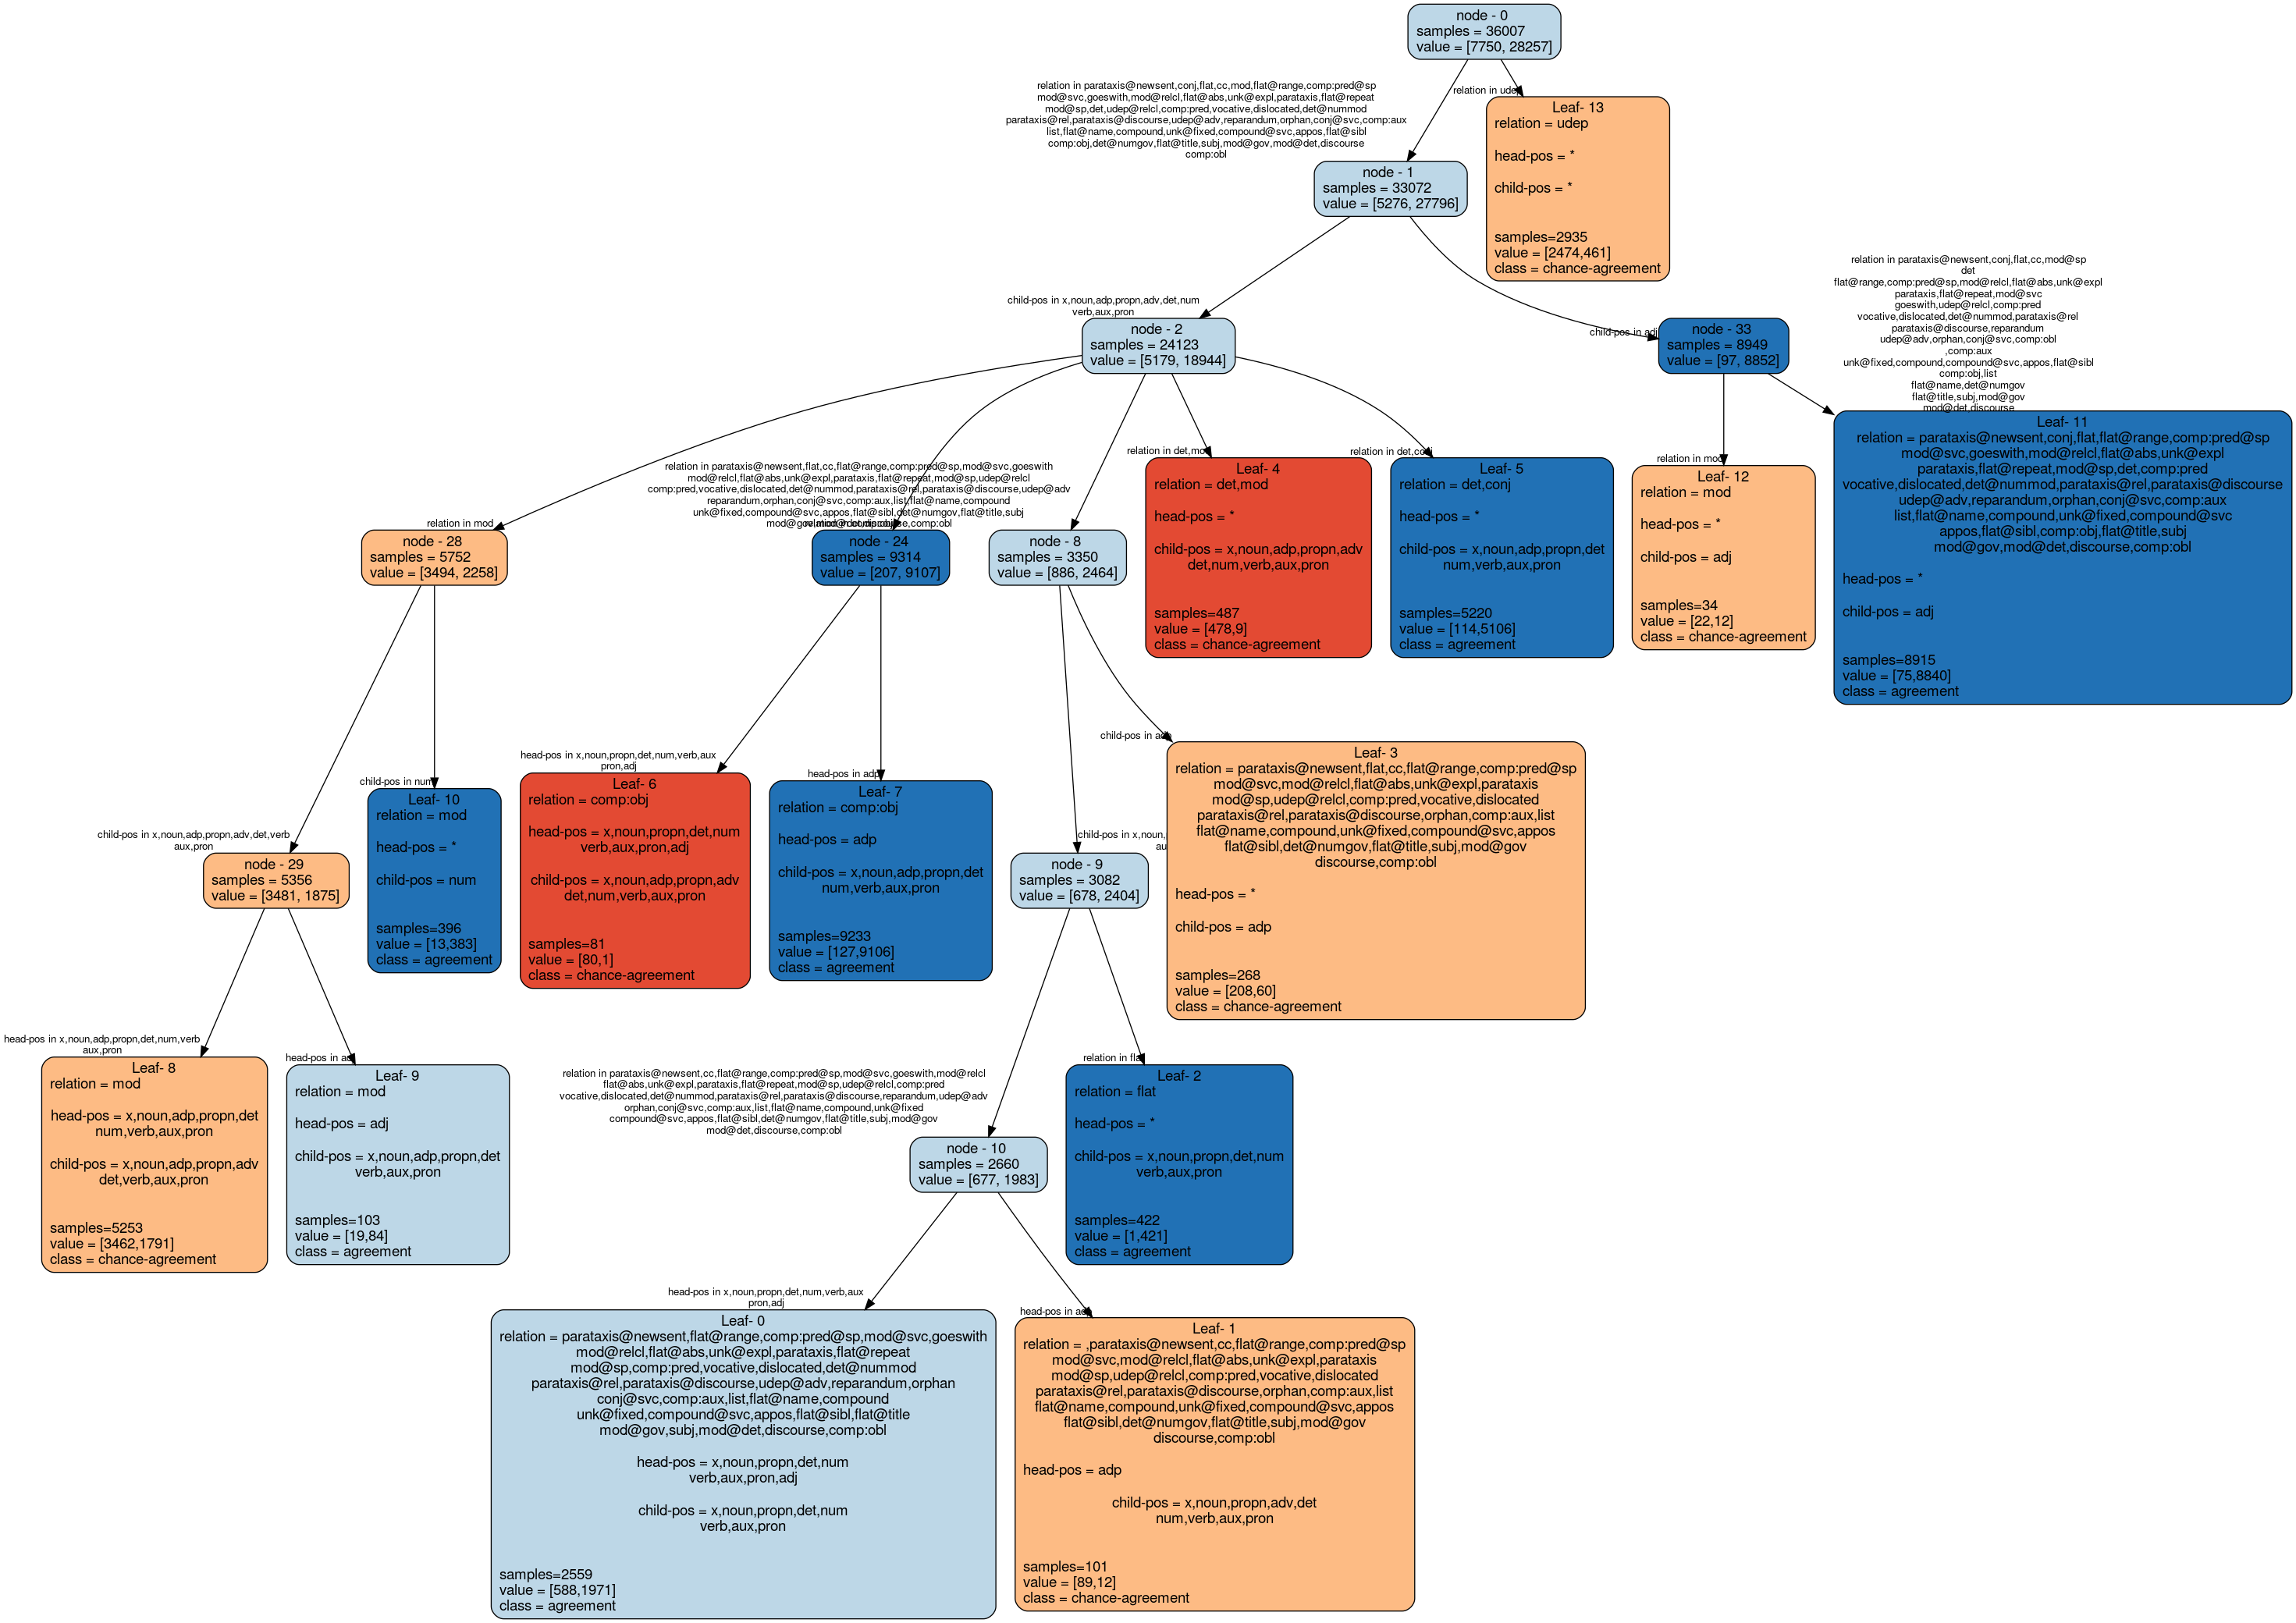 node - 0
samples = 36007
value = [7750, 28257]
relation in parataxis@newsent,conj,flat,cc,mod,flat@range,comp:pred@sp
mod@svc,goeswith,mod@relcl,flat@abs,unk@expl,parataxis,flat@repeat
mod@sp,det,udep@relcl,comp:pred,vocative,dislocated,det@nummod
parataxis@rel,parataxis@discourse,udep@adv,reparandum,orphan,conj@svc,comp:aux
list,flat@name,compound,unk@fixed,compound@svc,appos,flat@sibl
comp:obj,det@numgov,flat@title,subj,mod@gov,mod@det,discourse
comp:obl
relation in udep
Leaf- 13
relation = udep
head-pos = *
child-pos = *
samples=2935
value = [2474,461]
class = chance-agreement
node - 1
samples = 33072
value = [5276, 27796]
child-pos in x,noun,adp,propn,adv,det,num
verb,aux,pron
node - 2
samples = 24123
value = [5179, 18944]
child-pos in adj
node - 33
samples = 8949
value = [97, 8852]
relation in parataxis@newsent,conj,flat,cc,mod@sp
det
flat@range,comp:pred@sp,mod@relcl,flat@abs,unk@expl
parataxis,flat@repeat,mod@svc
goeswith,udep@relcl,comp:pred
vocative,dislocated,det@nummod,parataxis@rel
parataxis@discourse,reparandum
udep@adv,orphan,conj@svc,comp:obl
,comp:aux
unk@fixed,compound,compound@svc,appos,flat@sibl
comp:obj,list
flat@name,det@numgov
flat@title,subj,mod@gov
mod@det,discourse
relation in mod
node - 28
samples = 5752
value = [3494, 2258]
relation in parataxis@newsent,flat,cc,flat@range,comp:pred@sp,mod@svc,goeswith
mod@relcl,flat@abs,unk@expl,parataxis,flat@repeat,mod@sp,udep@relcl
comp:pred,vocative,dislocated,det@nummod,parataxis@rel,parataxis@discourse,udep@adv
reparandum,orphan,conj@svc,comp:aux,list,flat@name,compound
unk@fixed,compound@svc,appos,flat@sibl,det@numgov,flat@title,subj
node - 24
samples = 9314
value = [207, 9107]
node - 8
samples = 3350
value = [886, 2464]
relation in det,mod
Leaf- 4
relation = det,mod
head-pos = *
child-pos = x,noun,adp,propn,adv
det,num,verb,aux,pron
samples=487
value = [478,9]
class = chance-agreement
relation in det,conj
Leaf- 5
relation = det,conj
head-pos = *
child-pos = x,noun,adp,propn,det
num,verb,aux,pron
samples=5220
value = [114,5106]
class = agreement
relation in mod
Leaf- 12
relation = mod
head-pos = *
child-pos = adj
samples=34
value = [22,12]
class = chance-agreement
Leaf- 11
relation = parataxis@newsent,conj,flat,flat@range,comp:pred@sp
mod@svc,goeswith,mod@relcl,flat@abs,unk@expl
parataxis,flat@repeat,mod@sp,det,comp:pred
vocative,dislocated,det@nummod,parataxis@rel,parataxis@discourse
udep@adv,orphan,conj@svc,comp:aux
list,flat@name,compound,unk@fixed,compound@svc
appos,flat@sibl,comp:obj,flat@title,subj
mod@gov,mod@det,discourse,comp:obl
head-pos = *
child-pos = adj
samples=8915
value = [75,8840]
class = agreement
child-pos in x,noun,adp,propn,adv,det,verb
aux,pron
node - 29
samples = 5356
value = [3481, 1875]
child-pos in num
Leaf- 10
relation = mod
head-pos = *
child-pos = num
samples=396
value = [13,383]
class = agreement
head-pos in x,noun,propn,det,num,verb,aux
pron,adj
Leaf- 6
relation = comp:obj
head-pos = x,noun,propn,det,num
verb,aux,pron,adj
child-pos = x,noun,adp,propn,adv
det,num,verb,aux,pron
samples=81
value = [80,1]
class = chance-agreement
head-pos in adp
Leaf- 7
relation = comp:obj
head-pos = adp
child-pos = x,noun,adp,propn,det
num,verb,aux,pron
samples=9233
value = [127,9106]
class = agreement
child-pos in x,noun,
node - 9
samples = 3082
value = [678, 2404]
child-pos in adp
Leaf- 3
relation = parataxis@newsent,flat,cc,flat@range,comp:pred@sp
mod@svc,mod@relcl,flat@abs,unk@expl,parataxis
mod@sp,udep@relcl,comp:pred,vocative,dislocated
parataxis@rel,parataxis@discourse,orphan,comp:aux,list
flat@name,compound,unk@fixed,compound@svc,appos
flat@sibl,det@numgov,flat@title,subj,mod@gov
discourse,comp:obl
head-pos = *
child-pos = adp
samples=268
value = [208,60]
class = chance-agreement
head-pos in x,noun,adp,propn,det,num,verb
aux,pron
Leaf- 8
relation = mod
head-pos = x,noun,adp,propn,det
num,verb,aux,pron
child-pos = x,noun,adp,propn,adv
det,verb,aux,pron
samples=5253
value = [3462,1791]
class = chance-agreement
head-pos in adj
Leaf- 9
relation = mod
head-pos = adj
child-pos = x,noun,adp,propn,det
verb,aux,pron
samples=103
value = [19,84]
class = agreement
relation in parataxis@newsent,cc,flat@range,comp:pred@sp,mod@svc,goeswith,mod@relcl
flat@abs,unk@expl,parataxis,flat@repeat,mod@sp,udep@relcl,comp:pred
vocative,dislocated,det@nummod,parataxis@rel,parataxis@discourse,reparandum,udep@adv
orphan,conj@svc,comp:aux,list,flat@name,compound,unk@fixed
compound@svc,appos,flat@sibl,det@numgov,flat@title,subj,mod@gov
mod@det,discourse,comp:obl
node - 10
samples = 2660
value = [677, 1983]
relation in flat
Leaf- 2
relation = flat
head-pos = *
child-pos = x,noun,propn,det,num
verb,aux,pron
samples=422
value = [1,421]
class = agreement
head-pos in x,noun,propn,det,num,verb,aux
pron,adj
Leaf- 0
relation = parataxis@newsent,flat@range,comp:pred@sp,mod@svc,goeswith
mod@relcl,flat@abs,unk@expl,parataxis,flat@repeat
mod@sp,comp:pred,vocative,dislocated,det@nummod
parataxis@rel,parataxis@discourse,udep@adv,reparandum,orphan
conj@svc,comp:aux,list,flat@name,compound
unk@fixed,compound@svc,appos,flat@sibl,flat@title
mod@gov,subj,mod@det,discourse,comp:obl
head-pos = x,noun,propn,det,num
verb,aux,pron,adj
child-pos = x,noun,propn,det,num
verb,aux,pron
samples=2559
value = [588,1971]
class = agreement
head-pos in adp
Leaf- 1
relation = ,parataxis@newsent,cc,flat@range,comp:pred@sp
mod@svc,mod@relcl,flat@abs,unk@expl,parataxis
mod@sp,udep@relcl,comp:pred,vocative,dislocated
parataxis@rel,parataxis@discourse,orphan,comp:aux,list
flat@name,compound,unk@fixed,compound@svc,appos
flat@sibl,det@numgov,flat@title,subj,mod@gov
discourse,comp:obl
head-pos = adp
child-pos = x,noun,propn,adv,det
num,verb,aux,pron
samples=101
value = [89,12]
class = chance-agreement